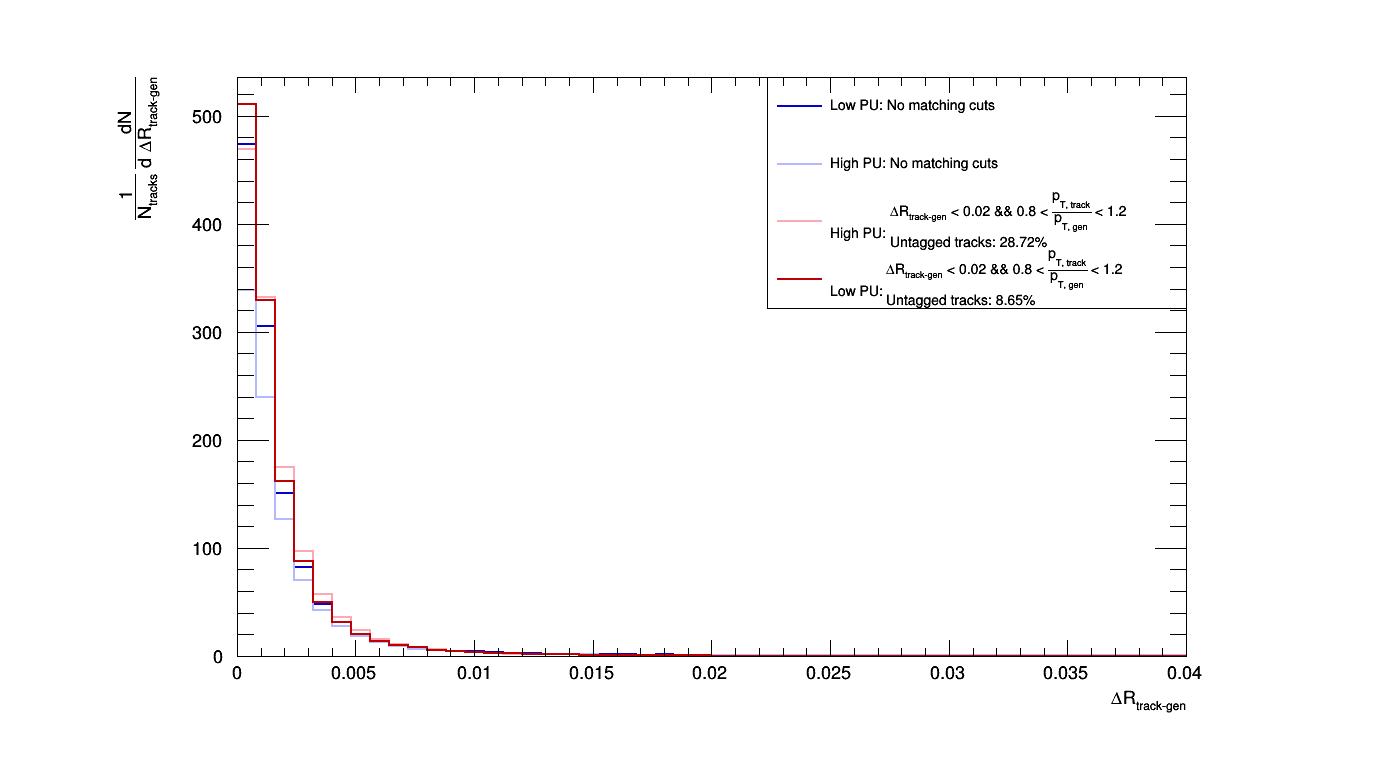 1 dN
N_tracks d ΔR_track-gen
500
400
300
200
100
0
Low PU: No matching cuts
High PU: No matching cuts
High PU: ΔR_track-gen < 0.02 && 0.8 < p_T, track / p_T, gen < 1.2
Untagged tracks: 28.72%
Low PU: ΔR_track-gen < 0.02 && 0.8 < p_T, track / p_T, gen < 1.2
Untagged tracks: 8.65%
0 0.005 0.01 0.015 0.02 0.025 0.03 0.035 0.04
ΔR_track-gen